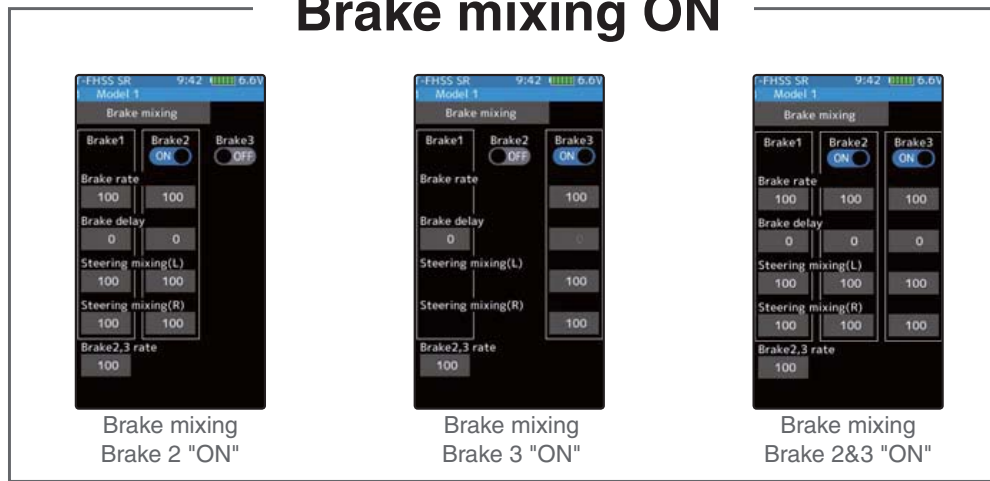 Brake mixing ON
T-FHSS SR 9:42 6.6V
Model 1
Brake mixing
Brake1 Brake2 Brake3
ON OFF
Brake rate
100 100
Brake delay
0 0
Steering mixing(L)
100 100
Steering mixing(R)
100 100
Brake2,3 rate
100
Brake mixing
Brake 2 "ON"
T-FHSS SR 9:42 6.6V
Model 1
Brake mixing
Brake1 Brake2 Brake3
OFF ON
Brake rate
100
Brake delay
0 0
Steering mixing(L)
100
Steering mixing(R)
100
Brake2,3 rate
100
Brake mixing
Brake 3 "ON"
-FHSS SR 9:42 6.6V
Model 1
Brake mixing
Brake1 Brake2 Brake3
ON ON
Brake rate
100 100 100
Brake delay
0 0 0
Steering mixing(L)
100 100 100
Steering mixing(R)
100 100 100
Brake2,3 rate
100
Brake mixing
Brake 2&3 "ON"